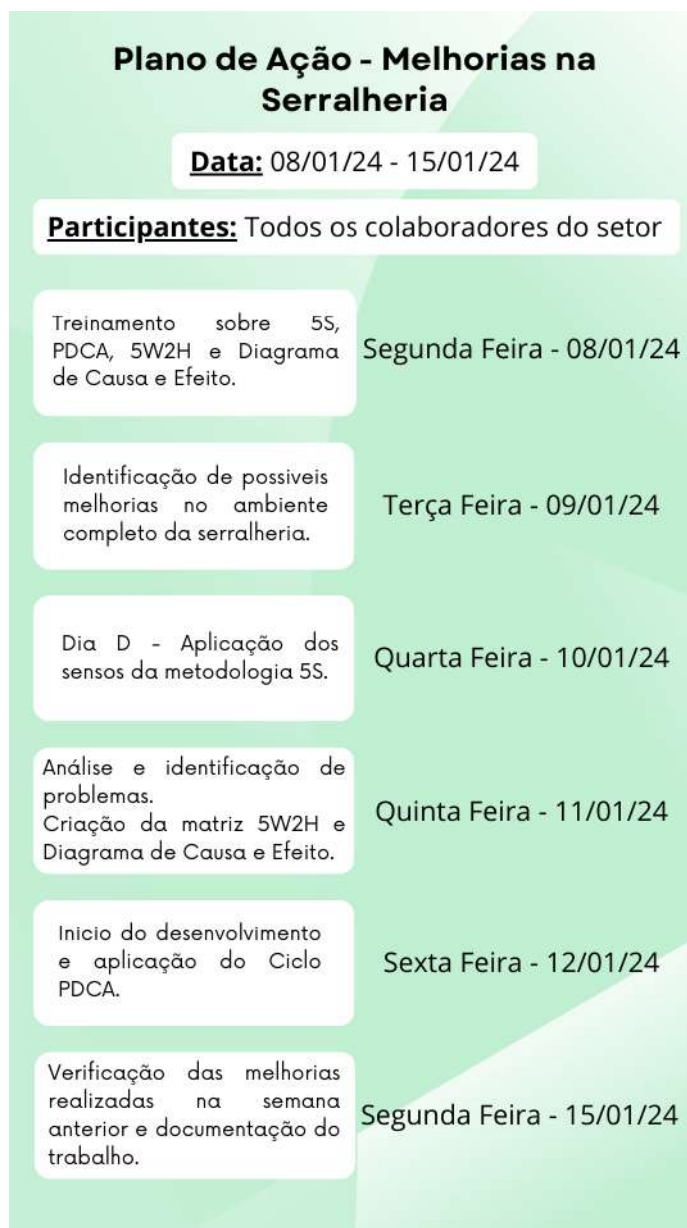 Plano de Ação - Melhorias na
Serralheria
Data: 08/01/24 - 15/01/24
Participantes: Todos os colaboradores do setor
Treinamento sobre 5S,
PDCA, 5W2H e Diagrama
de Causa e Efeito.
Segunda Feira - 08/01/24
Identificação de possiveis
melhorias no ambiente
completo da serralheria.
Terça Feira - 09/01/24
Dia D - Aplicação dos
sensos da metodologia 5S.
Quarta Feira - 10/01/24
Análise e identificação de
problemas.
Criação da matriz 5W2H e
Diagrama de Causa e Efeito.
Quinta Feira - 11/01/24
Inicio do desenvolvimento
e aplicação do Ciclo
PDCA.
Sexta Feira - 12/01/24
Verificação das melhorias
realizadas na semana
anterior e documentação do
trabalho.
Segunda Feira - 15/01/24